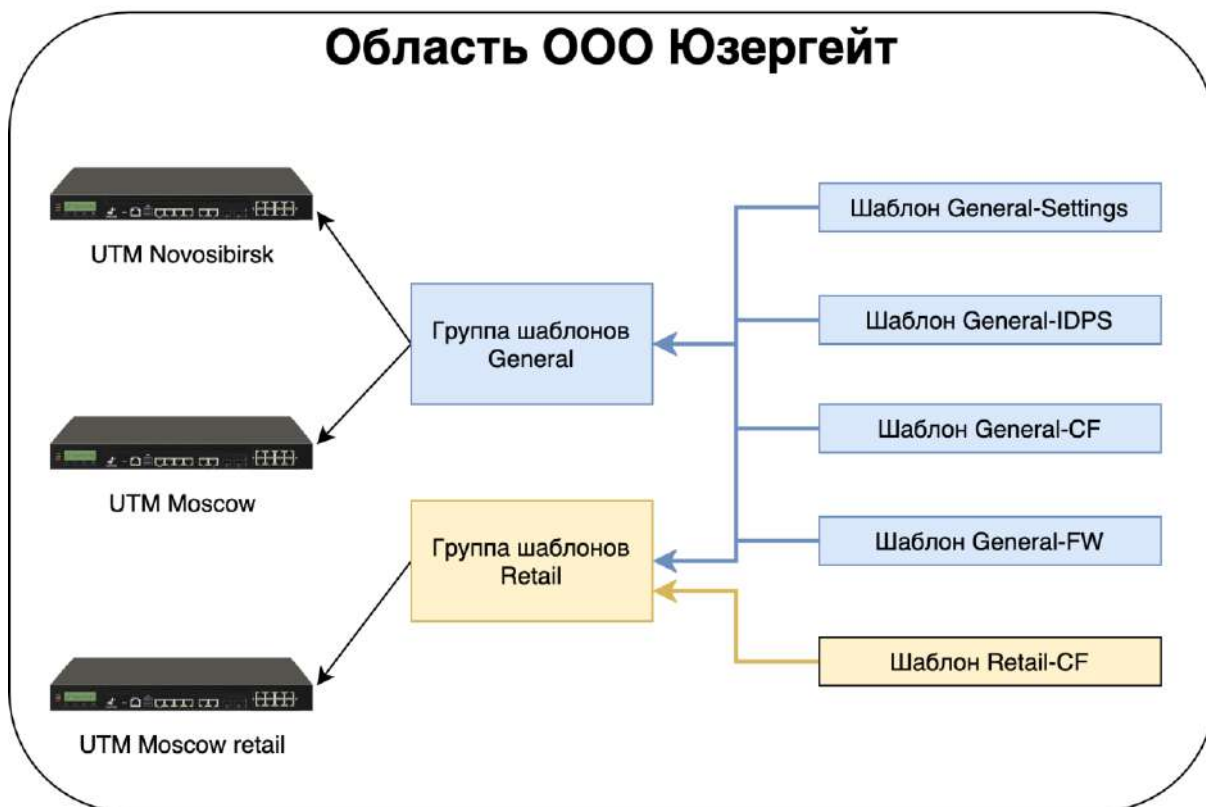 Область ООО Юзергейт
UTM Novosibirsk
UTM Moscow
UTM Moscow retail
Группа шаблонов
General
Группа шаблонов
Retail
Шаблон General-Settings
Шаблон General-IDPS
Шаблон General-CF
Шаблон General-FW
Шаблон Retail-CF